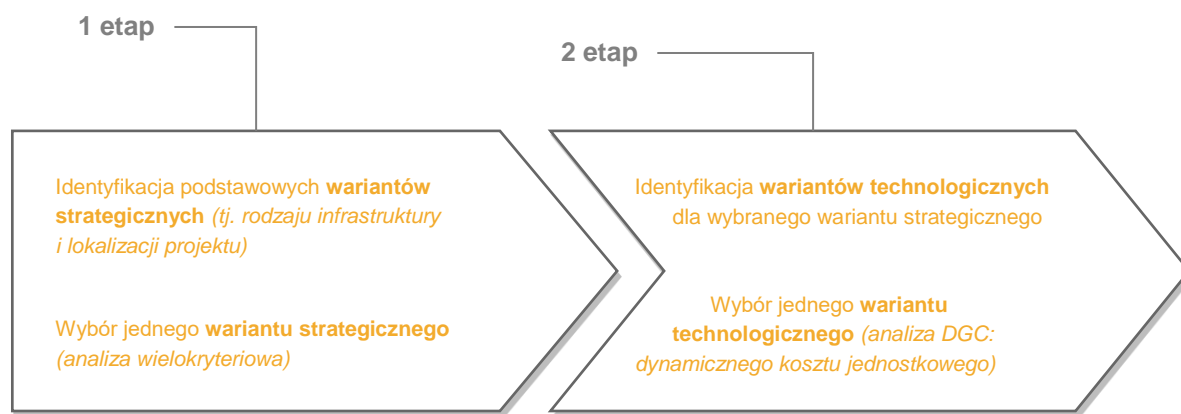 1 etap
2 etap
Identyfikacja podstawowych wariantów
strategicznych (tj. rodzaju infrastruktury
i lokalizacji projektu)
Wybór jednego wariantu strategicznego
(analiza wielokryteriowa)
Identyfikacja wariantów technologicznych
dla wybranego wariantu strategicznego
Wybór jednego wariantu
technologicznego (analiza DGC:
dynamicznego kosztu jednostkowego)